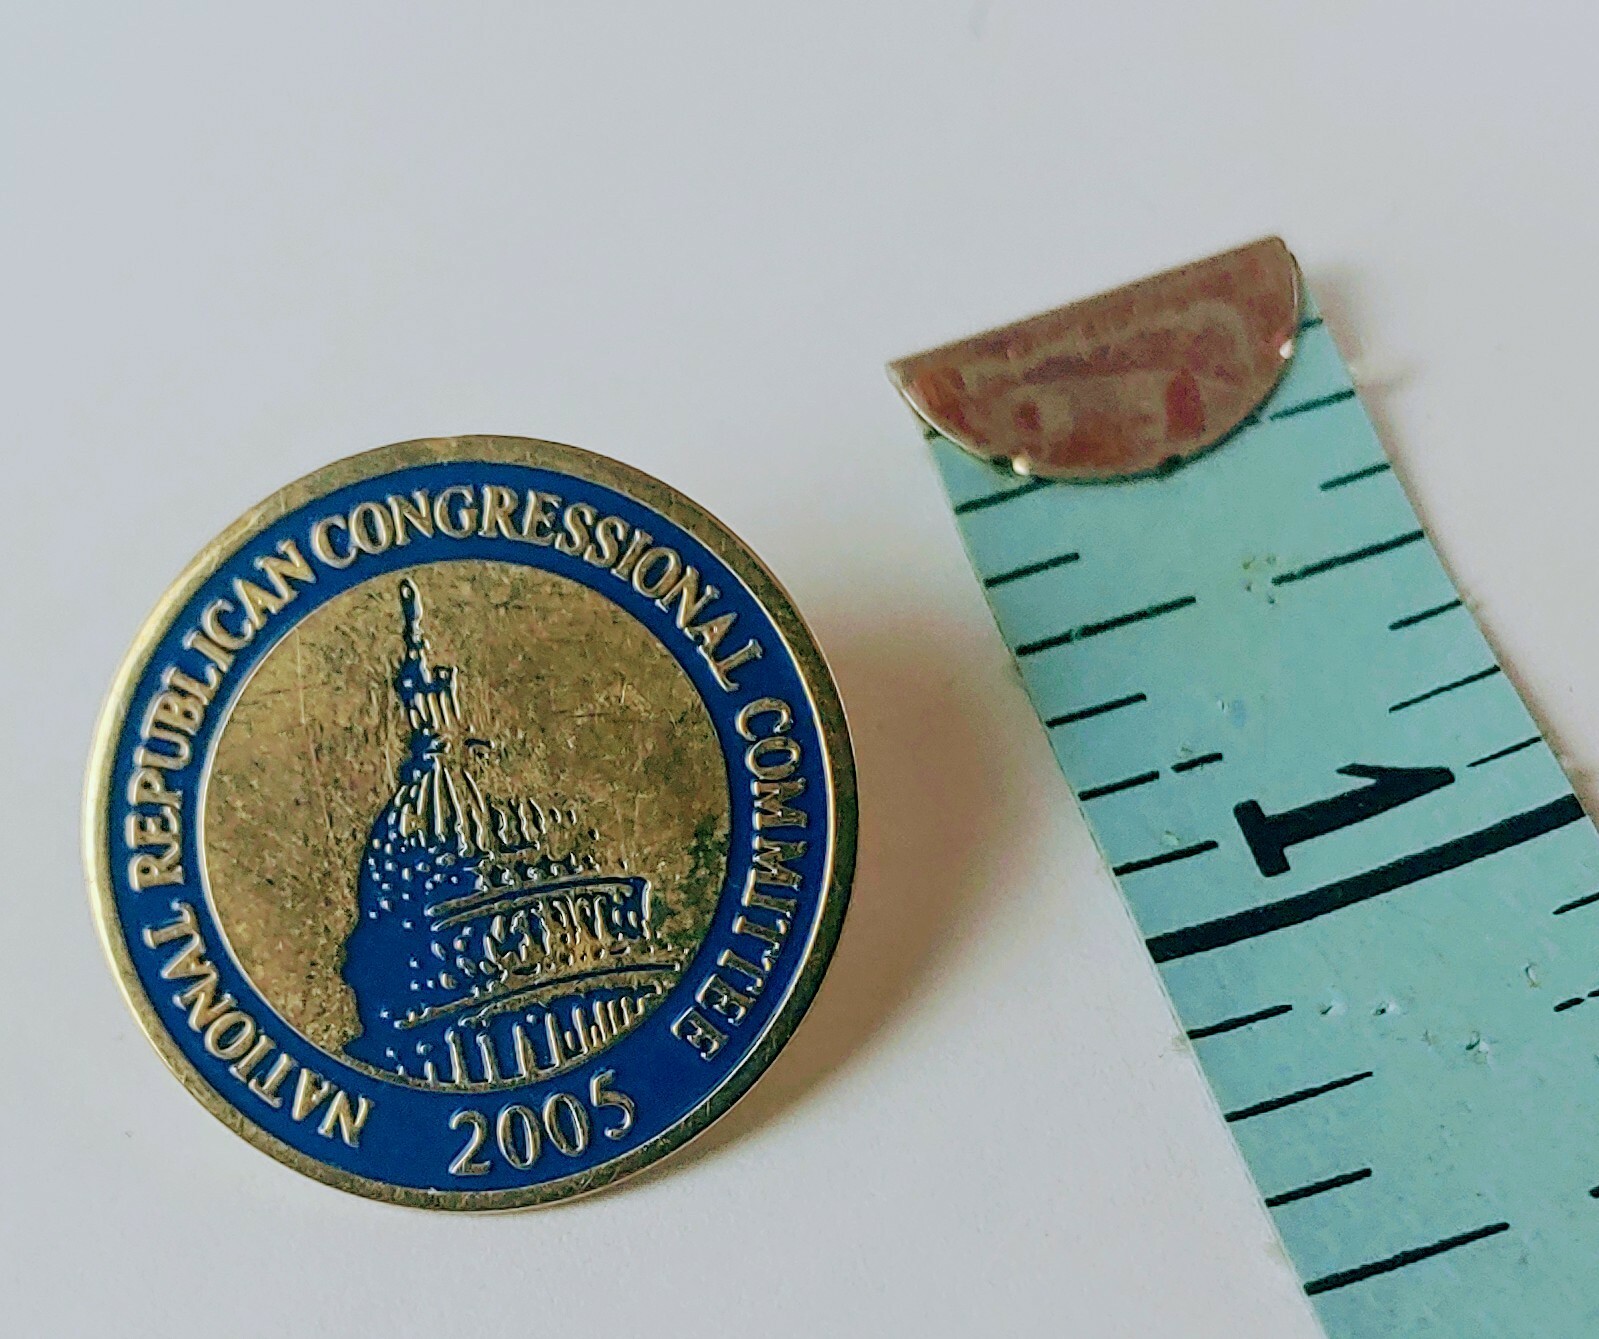 NATIONAL REPUBLICAN CONGRESSIONAL COMMITTEE
2005
1